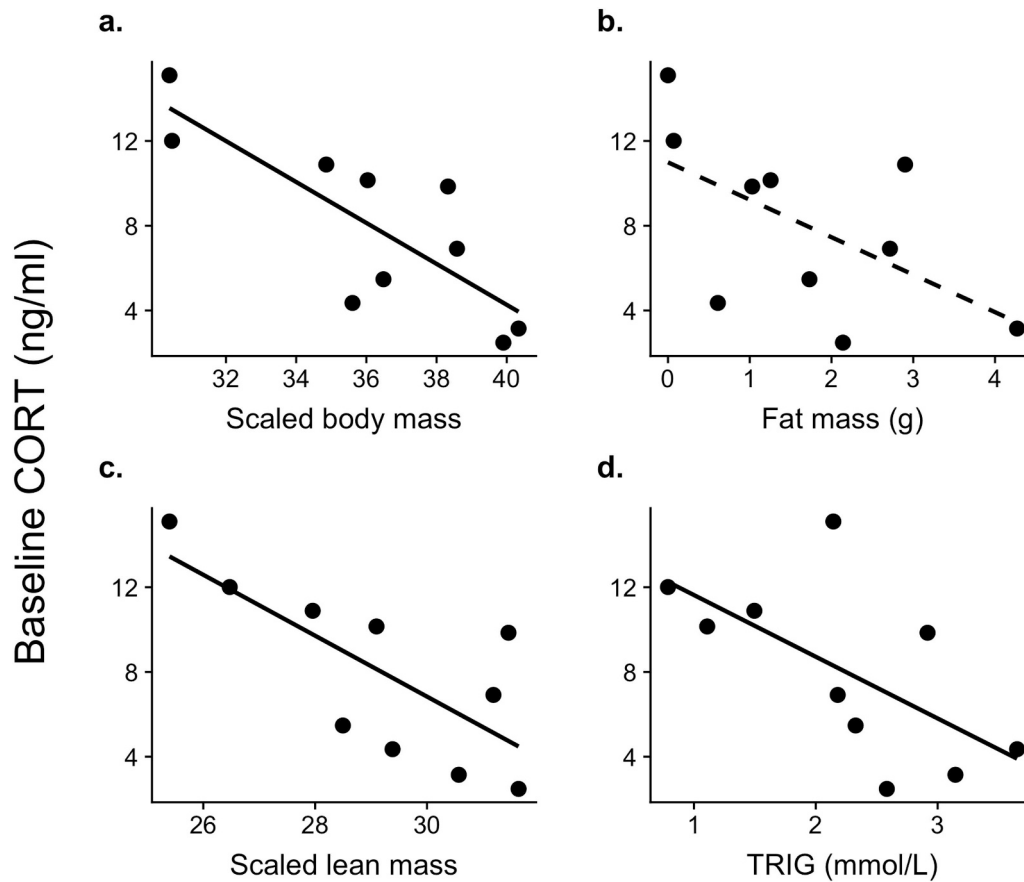 a.
b.
Baseline CORT (ng/ml)
12
8
4
32 34 36 38 40
Scaled body mass
12
8
4
0 1 2 3 4
Fat mass (g)
c.
d.
12
8
4
26 28 30
Scaled lean mass
12
8
4
1 2 3
TRIG (mmol/L)